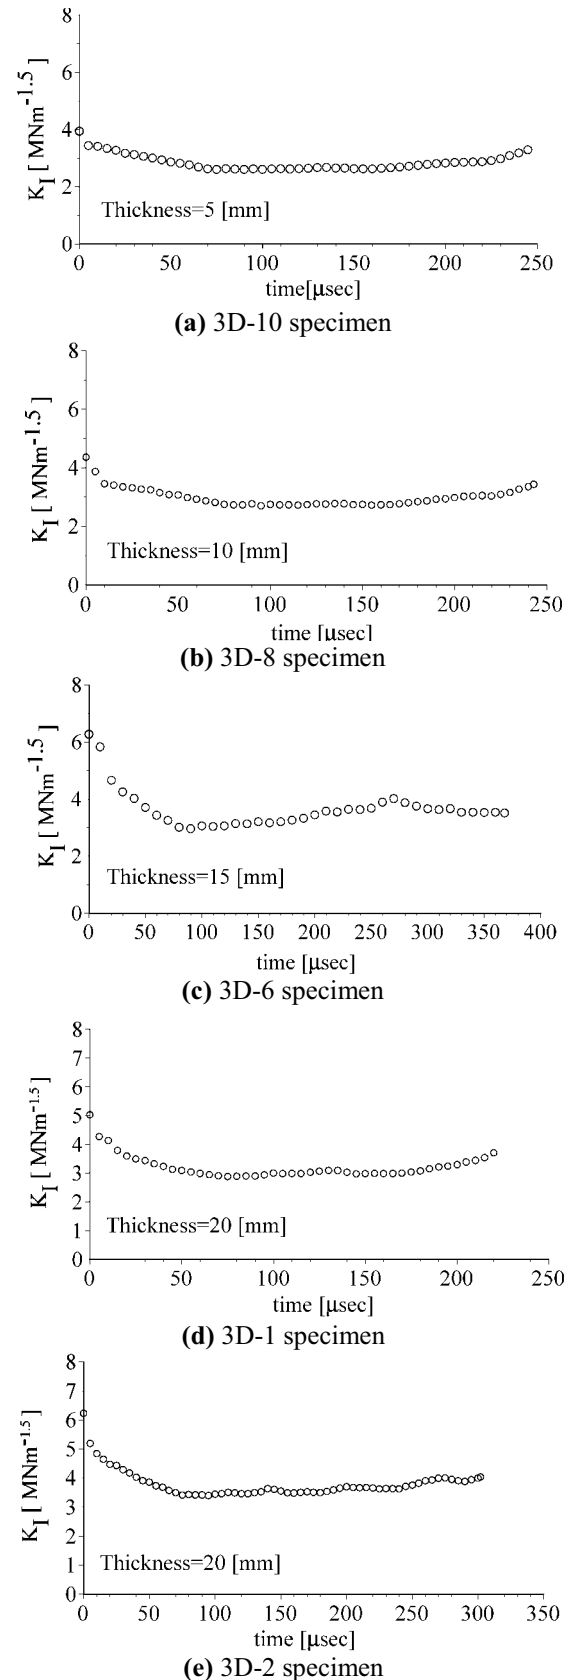 8
6
4
2
0
K_I [ MNm^-1.5 ]
Thickness=5 [mm]
0 50 100 150 200 250
time[μsec]
(a) 3D-10 specimen
8
6
4
2
0
K_I [ MNm^-1.5 ]
Thickness=10 [mm]
0 50 100 150 200 250
time [μsec]
(b) 3D-8 specimen
8
6
4
2
0
K_I [ MNm^-1.5 ]
Thickness=15 [mm]
0 100 200 300 400
time [μsec]
(c) 3D-6 specimen
8
7
6
5
4
3
2
1
0
K_I [ MNm^-1.5 ]
Thickness=20 [mm]
0 50 100 150 200 250
time [μsec]
(d) 3D-1 specimen
8
7
6
5
4
3
2
1
0
K_I [ MNm^-1.5 ]
Thickness=20 [mm]
0 50 100 150 200 250 300 350
time [μsec]
(e) 3D-2 specimen